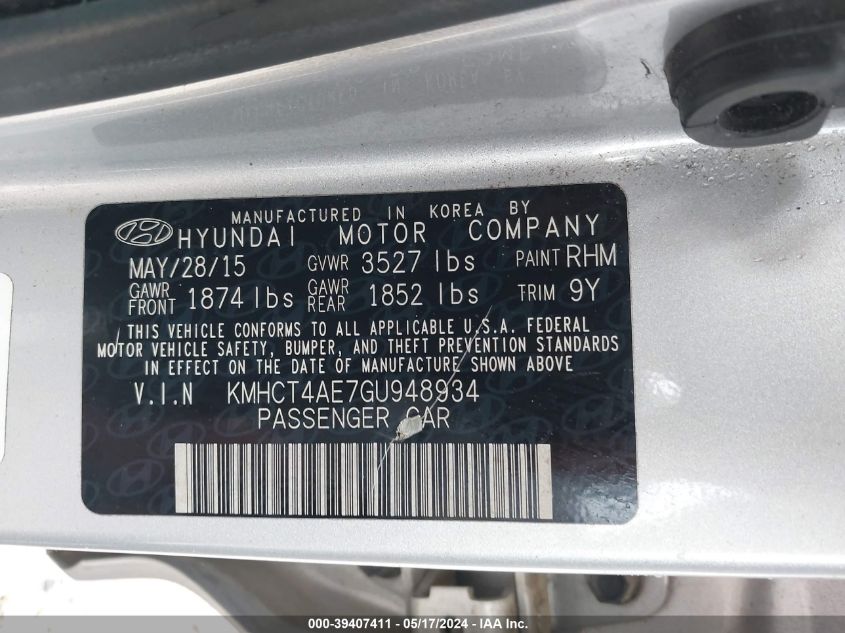 MANUFACTURED IN KOREA BY
HYUNDAI MOTOR COMPANY
MAY/28/15 GVWR 3527 lbs PAINT RHM
GAWR FRONT 1874 lbs GAWR REAR 1852 lbs TRIM 9Y
THIS VEHICLE CONFORMS TO ALL APPLICABLE U.S.A. FEDERAL
MOTOR VEHICLE SAFETY, BUMPER, AND THEFT PREVENTION STANDARDS
IN EFFECT ON THE DATE OF MANUFACTURE SHOWN ABOVE
V.I.N KMHCT4AE7GU948934
PASSENGER CAR
000-39407411 - 05/17/2024 - IAA Inc.